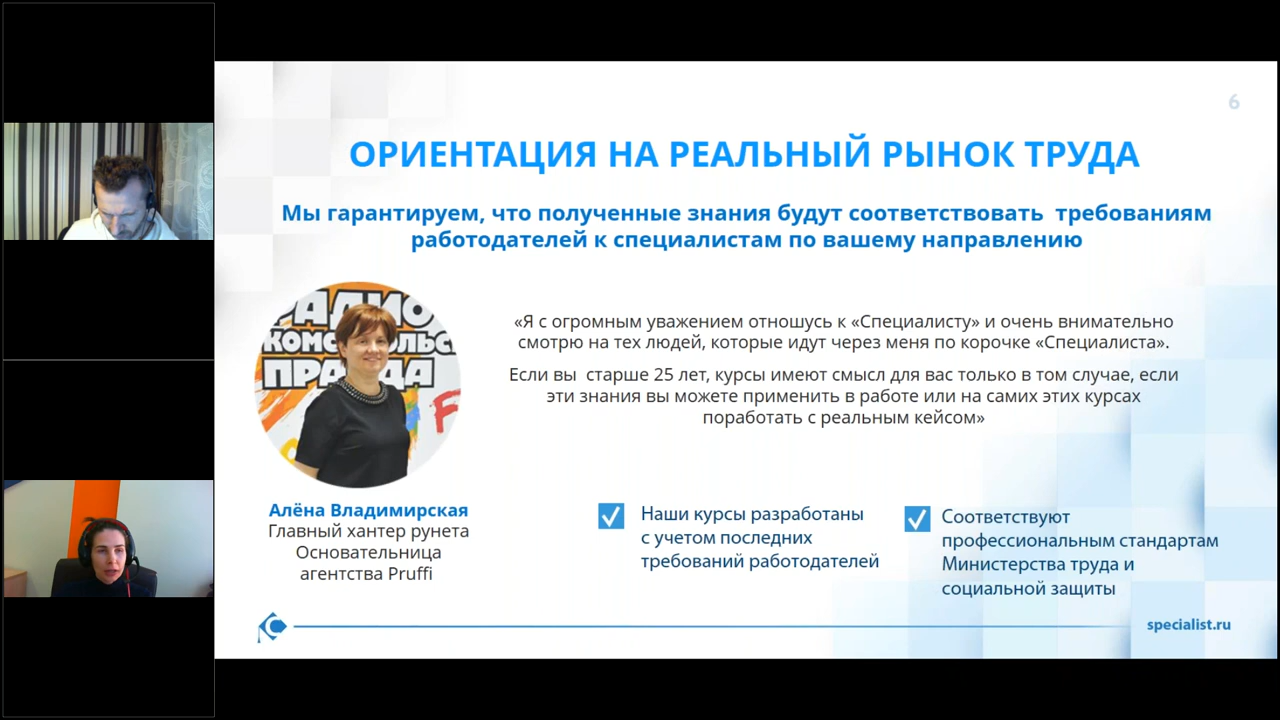 6
ОРИЕНТАЦИЯ НА РЕАЛЬНЫЙ РЫНОК ТРУДА
Мы гарантируем, что полученные знания будут соответствовать требованиям
работодателей к специалистам по вашему направлению
РАДИО
КОМСОМОЛЬС
ПРАВДА
«Я с огромным уважением отношусь к «Специалисту» и очень внимательно
смотрю на тех людей, которые идут через меня по корочке «Специалиста».
Если вы старше 25 лет, курсы имеют смысл для вас только в том случае, если
эти знания вы можете применить в работе или на самих этих курсах
поработать с реальным кейсом»
Алёна Владимирская
Главный хантер рунета
Основательница
агентства Pruffi
Наши курсы разработаны
с учетом последних
требований работодателей
Соответствуют
профессиональным стандартам
Министерства труда и
социальной защиты
specialist.ru